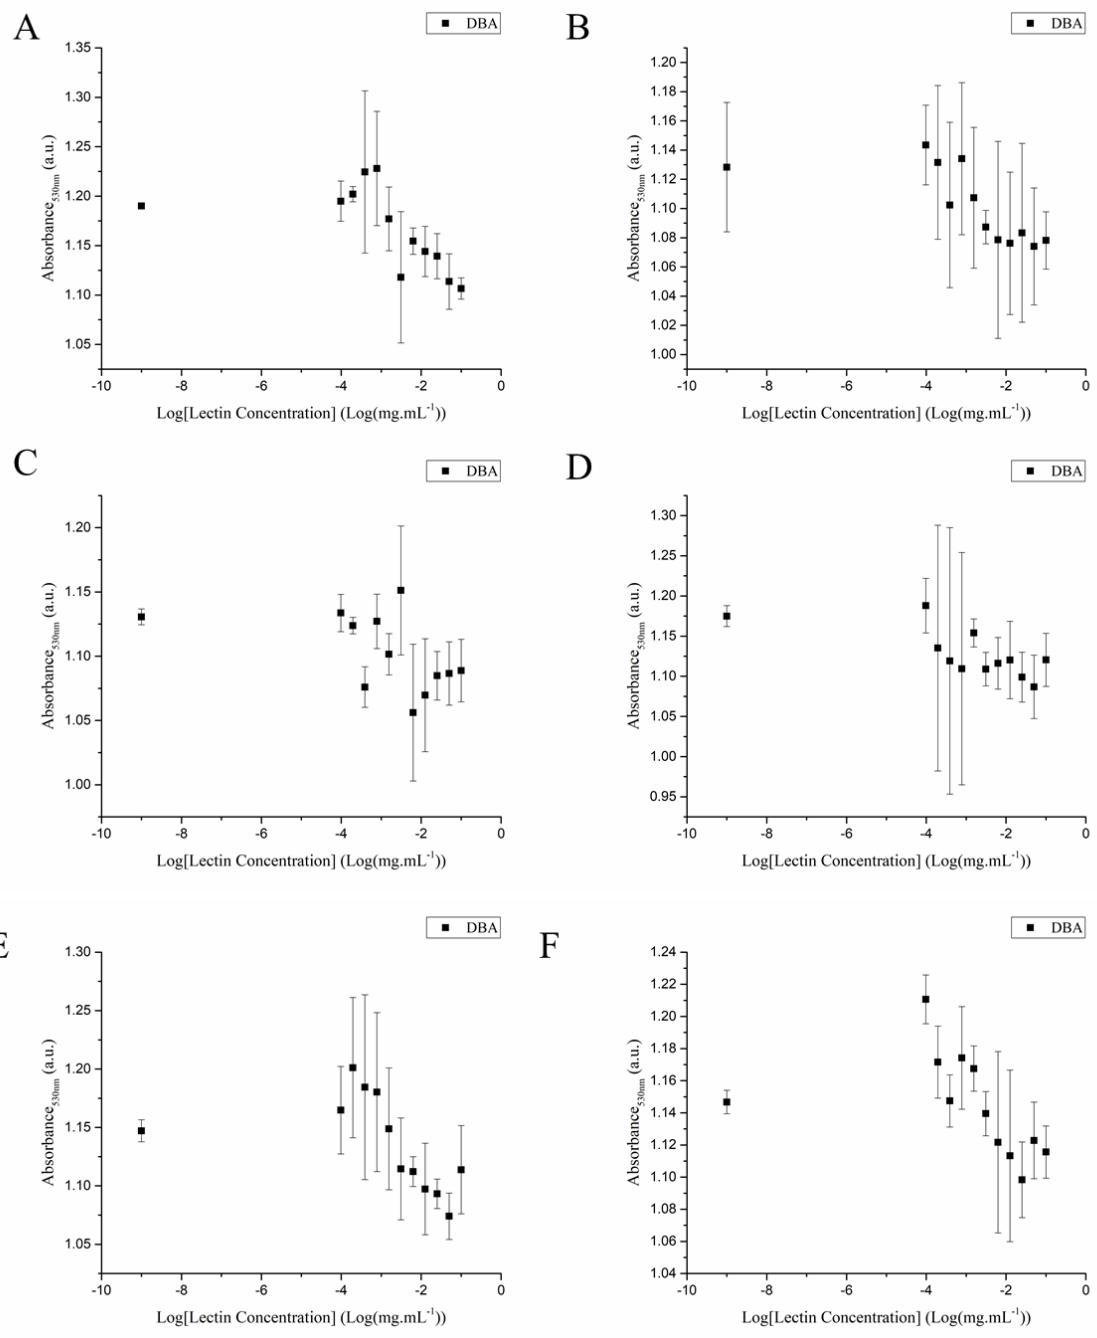 A
DBA
1.35
1.30
1.25
1.20
1.15
1.10
1.05
Absorbance530nm (a.u.)
-10 -8 -6 -4 -2 0
Log[Lectin Concentration] (Log(mg.mL-1))
B
DBA
1.20
1.18
1.16
1.14
1.12
1.10
1.08
1.06
1.04
1.02
1.00
Absorbance530nm (a.u.)
-10 -8 -6 -4 -2 0
Log[Lectin Concentration] (Log(mg.mL-1))
C
DBA
1.20
1.15
1.10
1.05
1.00
Absorbance530nm (a.u.)
-10 -8 -6 -4 -2 0
Log[Lectin Concentration] (Log(mg.mL-1))
D
DBA
1.30
1.25
1.20
1.15
1.10
1.05
1.00
0.95
Absorbance530nm (a.u.)
-10 -8 -6 -4 -2 0
Log[Lectin Concentration] (Log(mg.mL-1))
E
DBA
1.30
1.25
1.20
1.15
1.10
1.05
Absorbance530nm (a.u.)
-10 -8 -6 -4 -2 0
Log[Lectin Concentration] (Log(mg.mL-1))
F
DBA
1.24
1.22
1.20
1.18
1.16
1.14
1.12
1.10
1.08
1.06
1.04
Absorbance530nm (a.u.)
-10 -8 -6 -4 -2 0
Log[Lectin Concentration] (Log(mg.mL-1))